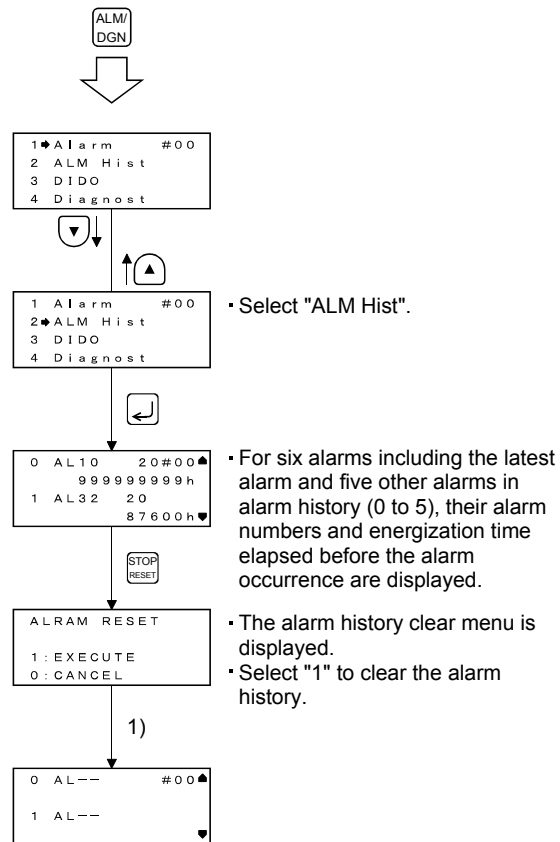 ALM/
DGN
1➧Alarm #00
2 ALM Hist
3 DIDO
4 Diagnost
1 Alarm #00
2➧ALM Hist
3 DIDO
4 Diagnost
▪ Select "ALM Hist".
0 AL10 20#00
999999999h
1 AL32 20
87600h
▪ For six alarms including the latest
alarm and five other alarms in
alarm history (0 to 5), their alarm
numbers and energization time
elapsed before the alarm
occurrence are displayed.
STOP
RESET
ALRAM RESET
1:EXECUTE
0:CANCEL
▪ The alarm history clear menu is
displayed.
▪ Select "1" to clear the alarm
history.
1)
0 AL−− #00
1 AL−−